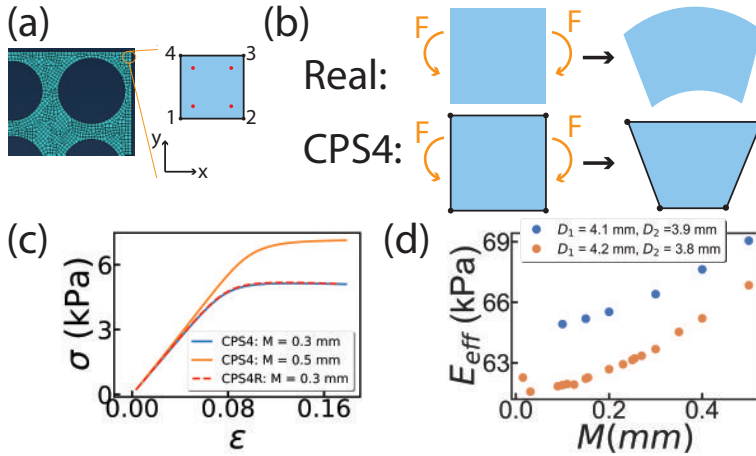 (a)
4
3
1
2
y
x
(b)
F
F
Real:
F
F
CPS4:
(c)
σ (kPa)
6
3
0
CPS4: M = 0.3 mm
CPS4: M = 0.5 mm
CPS4R: M = 0.3 mm
0.00
0.08
0.16
ε
(d)
D₁ = 4.1 mm, D₂ =3.9 mm
D₁ = 4.2 mm, D₂ =3.8 mm
E_eff (kPa)
69
66
63
0.0
0.2
0.4
M(mm)